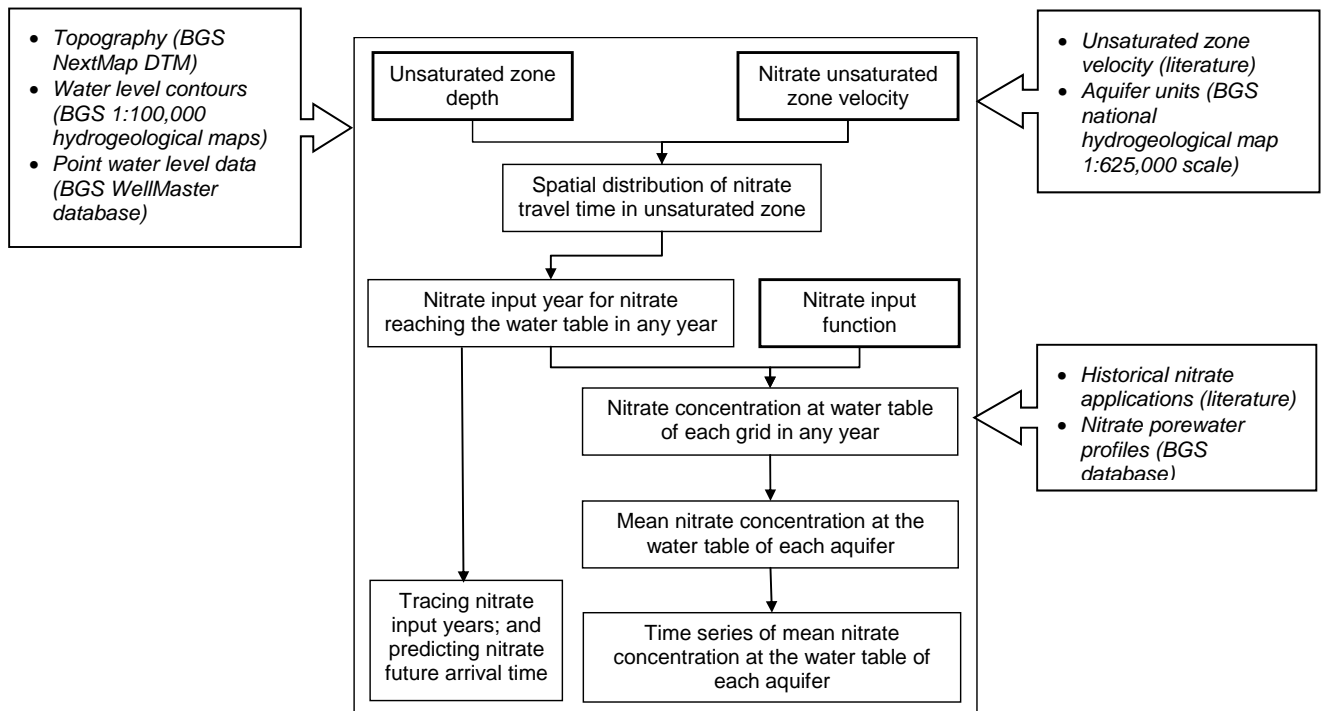 • Topography (BGS
NextMap DTM)
• Water level contours
(BGS 1:100,000
hydrogeological maps)
• Point water level data
(BGS WellMaster
database)
Unsaturated zone
depth
Nitrate unsaturated
zone velocity
• Unsaturated zone
velocity (literature)
• Aquifer units (BGS
national
hydrogeological map
1:625,000 scale)
Spatial distribution of nitrate
travel time in unsaturated zone
Nitrate input year for nitrate
reaching the water table in any year
Nitrate input
function
• Historical nitrate
applications (literature)
• Nitrate porewater
profiles (BGS
database)
Nitrate concentration at water table
of each grid in any year
Mean nitrate concentration at the
water table of each aquifer
Tracing nitrate
input years; and
predicting nitrate
future arrival time
Time series of mean nitrate
concentration at the water table of
each aquifer